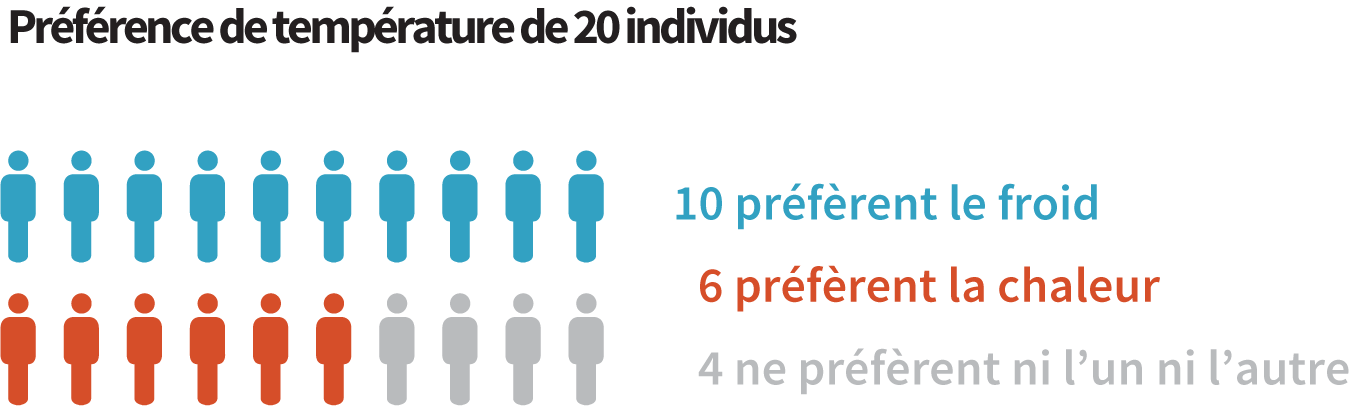 Préférence de température de 20 individus
10 préfèrent le froid
6 préfèrent la chaleur
4 ne préfèrent ni l’un ni l’autre